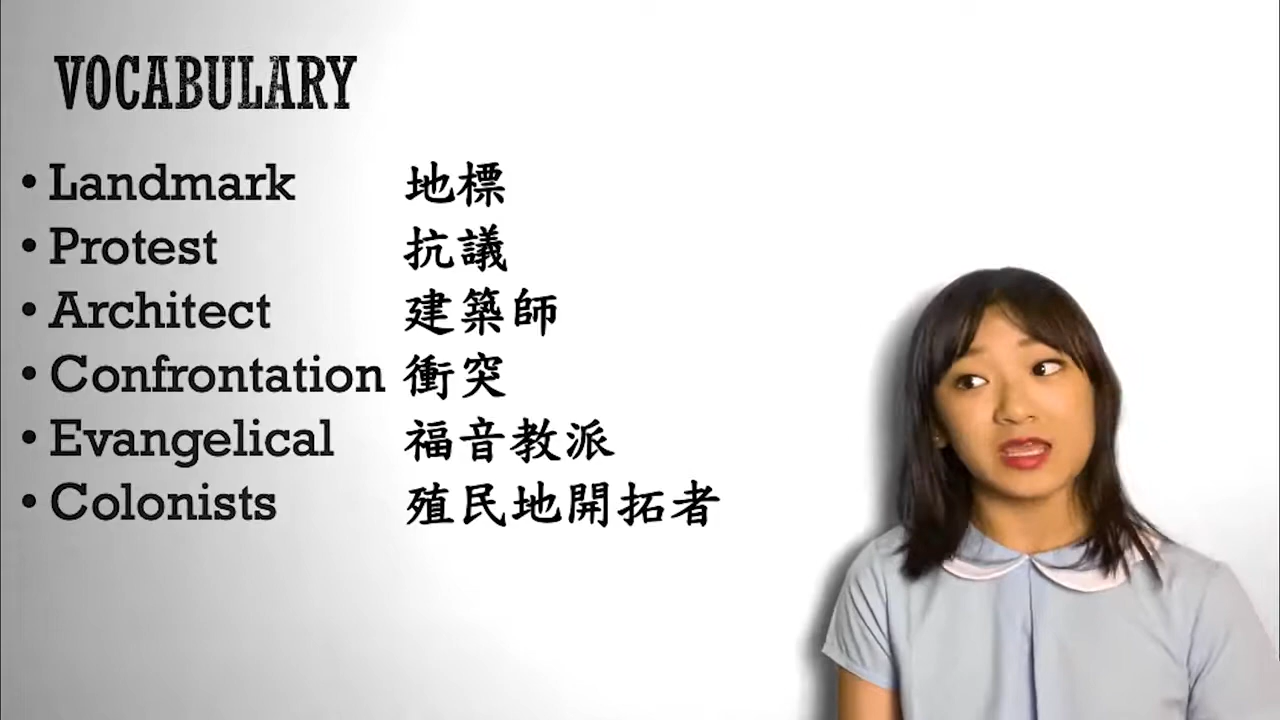 VOCABULARY
• Landmark 地標
• Protest 抗議
• Architect 建築師
• Confrontation 衝突
• Evangelical 福音教派
• Colonists 殖民地開拓者